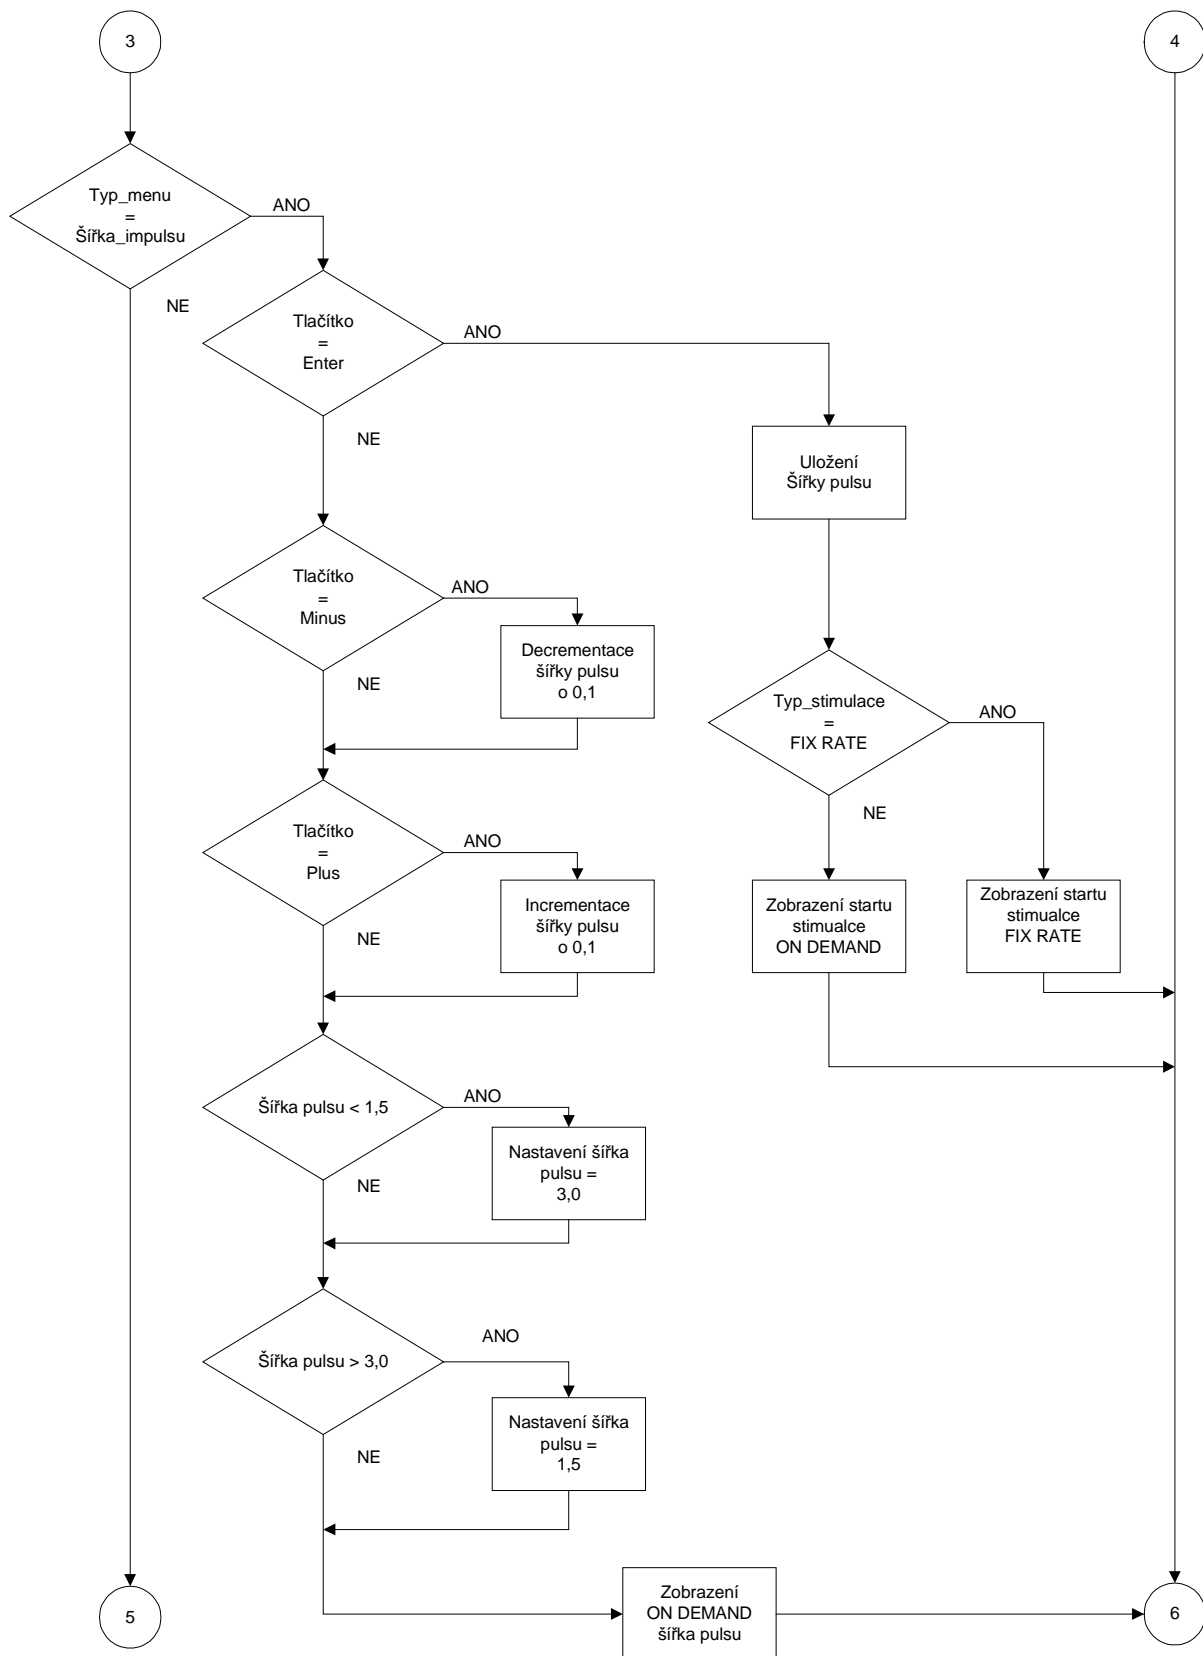 3
4
Typ_menu
=
Šířka_impulsu
ANO
NE
Tlačítko
=
Enter
ANO
NE
Uložení
Šířky pulsu
Tlačítko
=
Minus
ANO
NE
Decrementace
šířky pulsu
o 0,1
Typ_stimulace
=
FIX RATE
ANO
NE
Tlačítko
=
Plus
ANO
NE
Incrementace
šířky pulsu
o 0,1
Zobrazení startu
stimualce
ON DEMAND
Zobrazení startu
stimualce
FIX RATE
Šířka pulsu < 1,5
ANO
NE
Nastavení šířka
pulsu =
3,0
Šířka pulsu > 3,0
ANO
NE
Nastavení šířka
pulsu =
1,5
5
Zobrazení
ON DEMAND
šířka pulsu
6